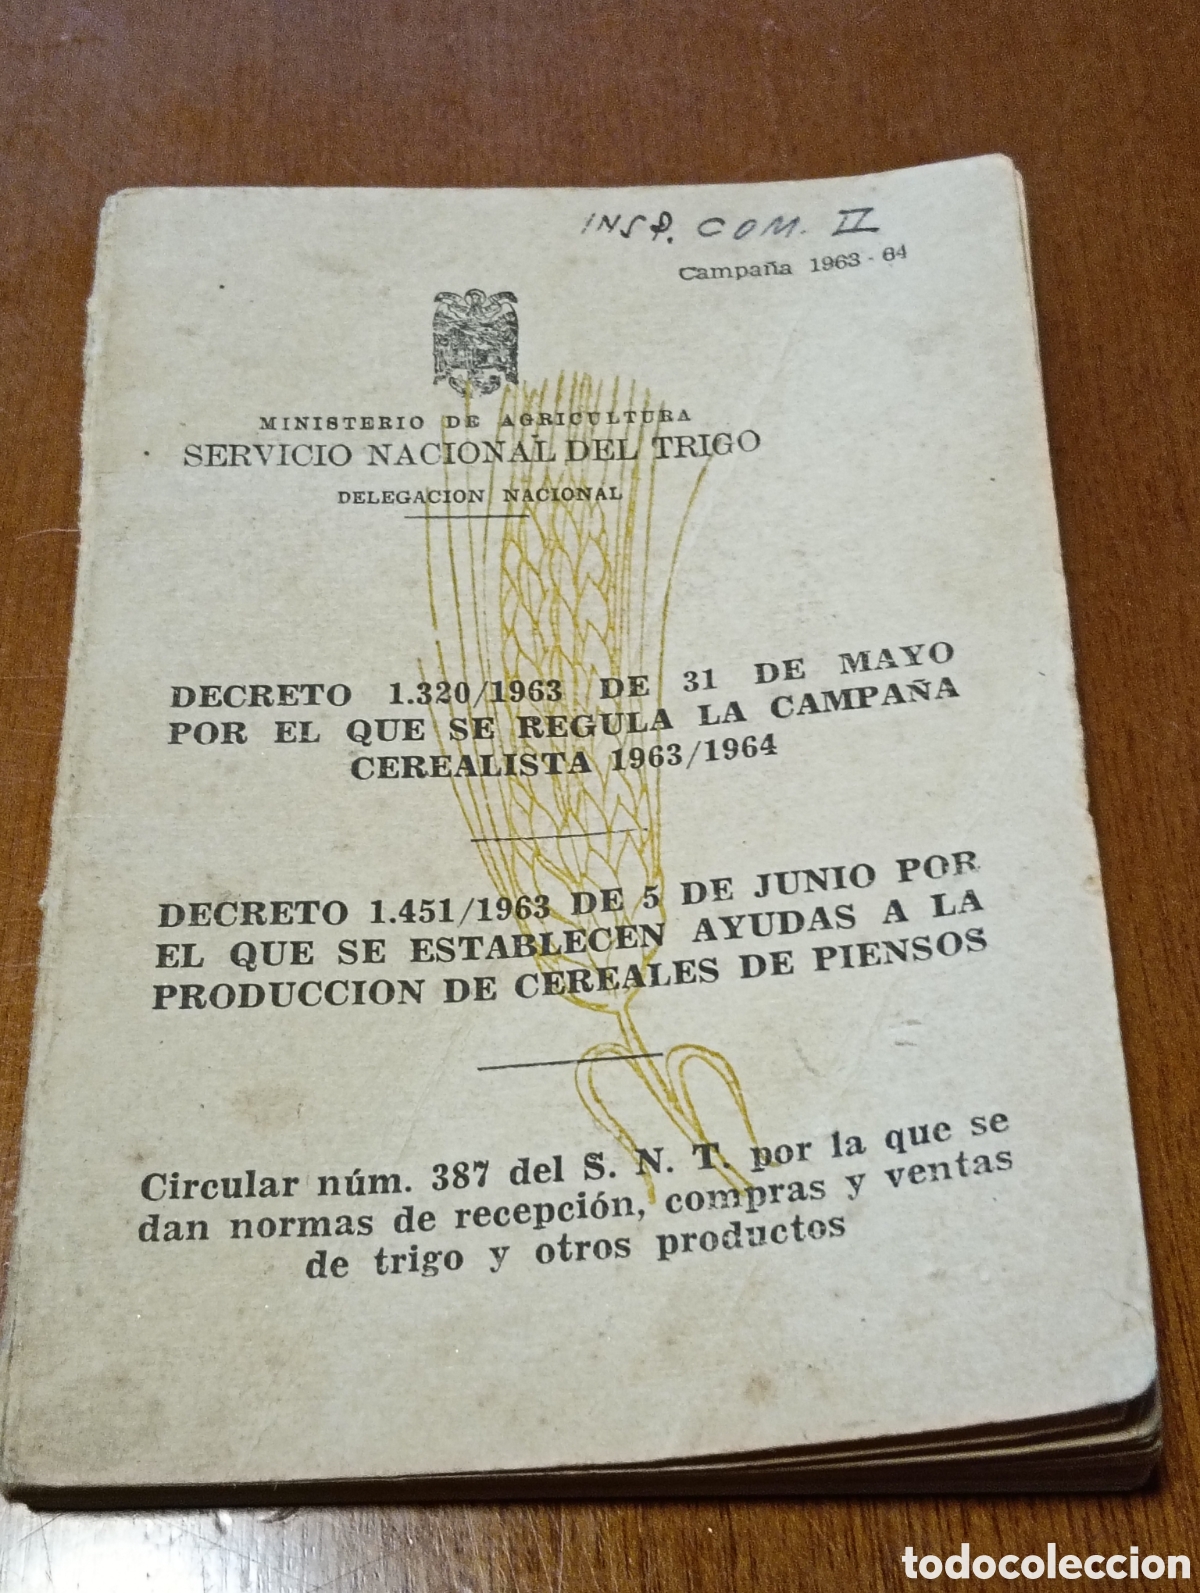 INSP. COM. II
Campaña 1963-64
MINISTERIO DE AGRICULTURA
SERVICIO NACIONAL DEL TRIGO
DELEGACION NACIONAL
DECRETO 1.320/1963 DE 31 DE MAYO
POR EL QUE SE REGULA LA CAMPAÑA
CEREALISTA 1963/1964
DECRETO 1.451/1963 DE 5 DE JUNIO POR
EL QUE SE ESTABLECEN AYUDAS A LA
PRODUCCION DE CEREALES DE PIENSOS
Circular núm. 387 del S. N. T. por la que se
dan normas de recepción, compras y ventas
de trigo y otros productos
todocoleccion